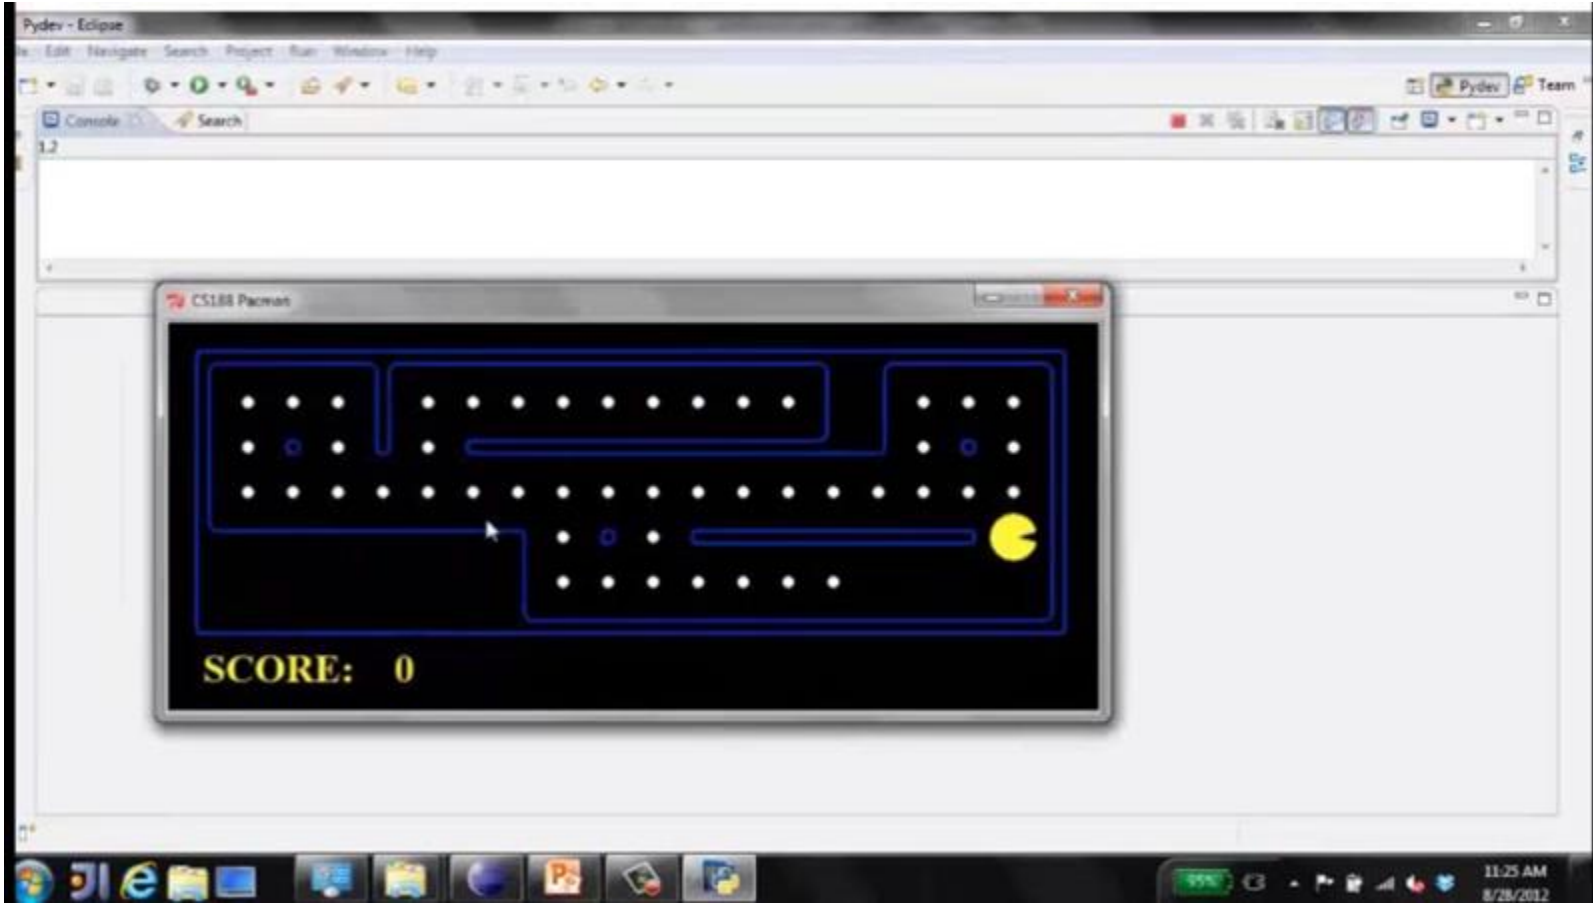 Pydev - Eclipse
Edit Navigate Search Project Run Window Help
Pydev Team
Console Search
1.2
CS188 Pacman
SCORE: 0
95%
11:25 AM
8/28/2012